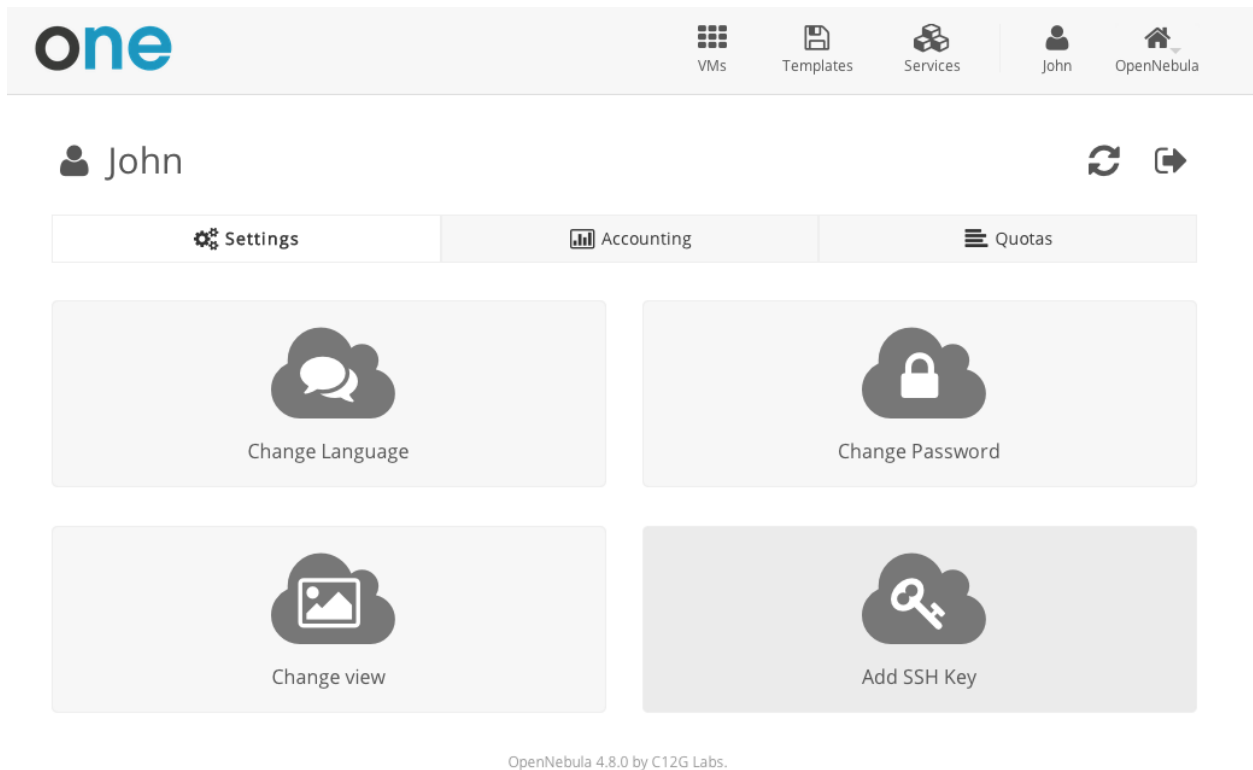 one
VMs Templates Services John OpenNebula
John
Settings Accounting Quotas
Change Language Change Password
Change view Add SSH Key
OpenNebula 4.8.0 by C12G Labs.